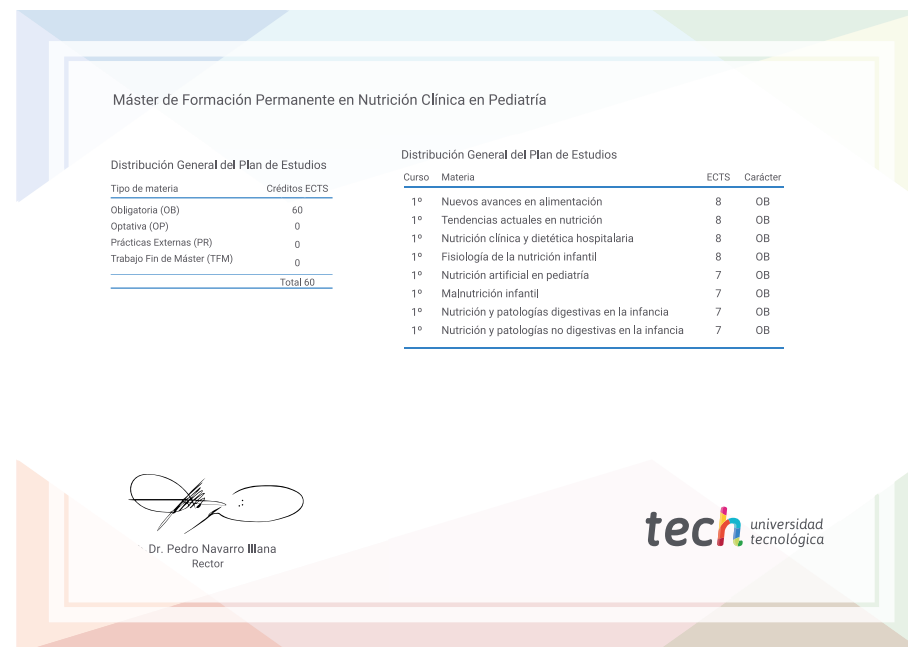 Máster de Formación Permanente en Nutrición Clínica en Pediatría
Distribución General del Plan de Estudios
Tipo de materia Créditos ECTS
Obligatoria (OB) 60
Optativa (OP) 0
Prácticas Externas (PR) 0
Trabajo Fin de Máster (TFM) 0
Total 60
Distribución General del Plan de Estudios
Curso Materia ECTS Carácter
1º Nuevos avances en alimentación 8 OB
1º Tendencias actuales en nutrición 8 OB
1º Nutrición clínica y dietética hospitalaria 8 OB
1º Fisiología de la nutrición infantil 8 OB
1º Nutrición artificial en pediatría 7 OB
1º Malnutrición infantil 7 OB
1º Nutrición y patologías digestivas en la infancia 7 OB
1º Nutrición y patologías no digestivas en la infancia 7 OB
Dr. Pedro Navarro Illana
Rector
tech universidad
tecnológica